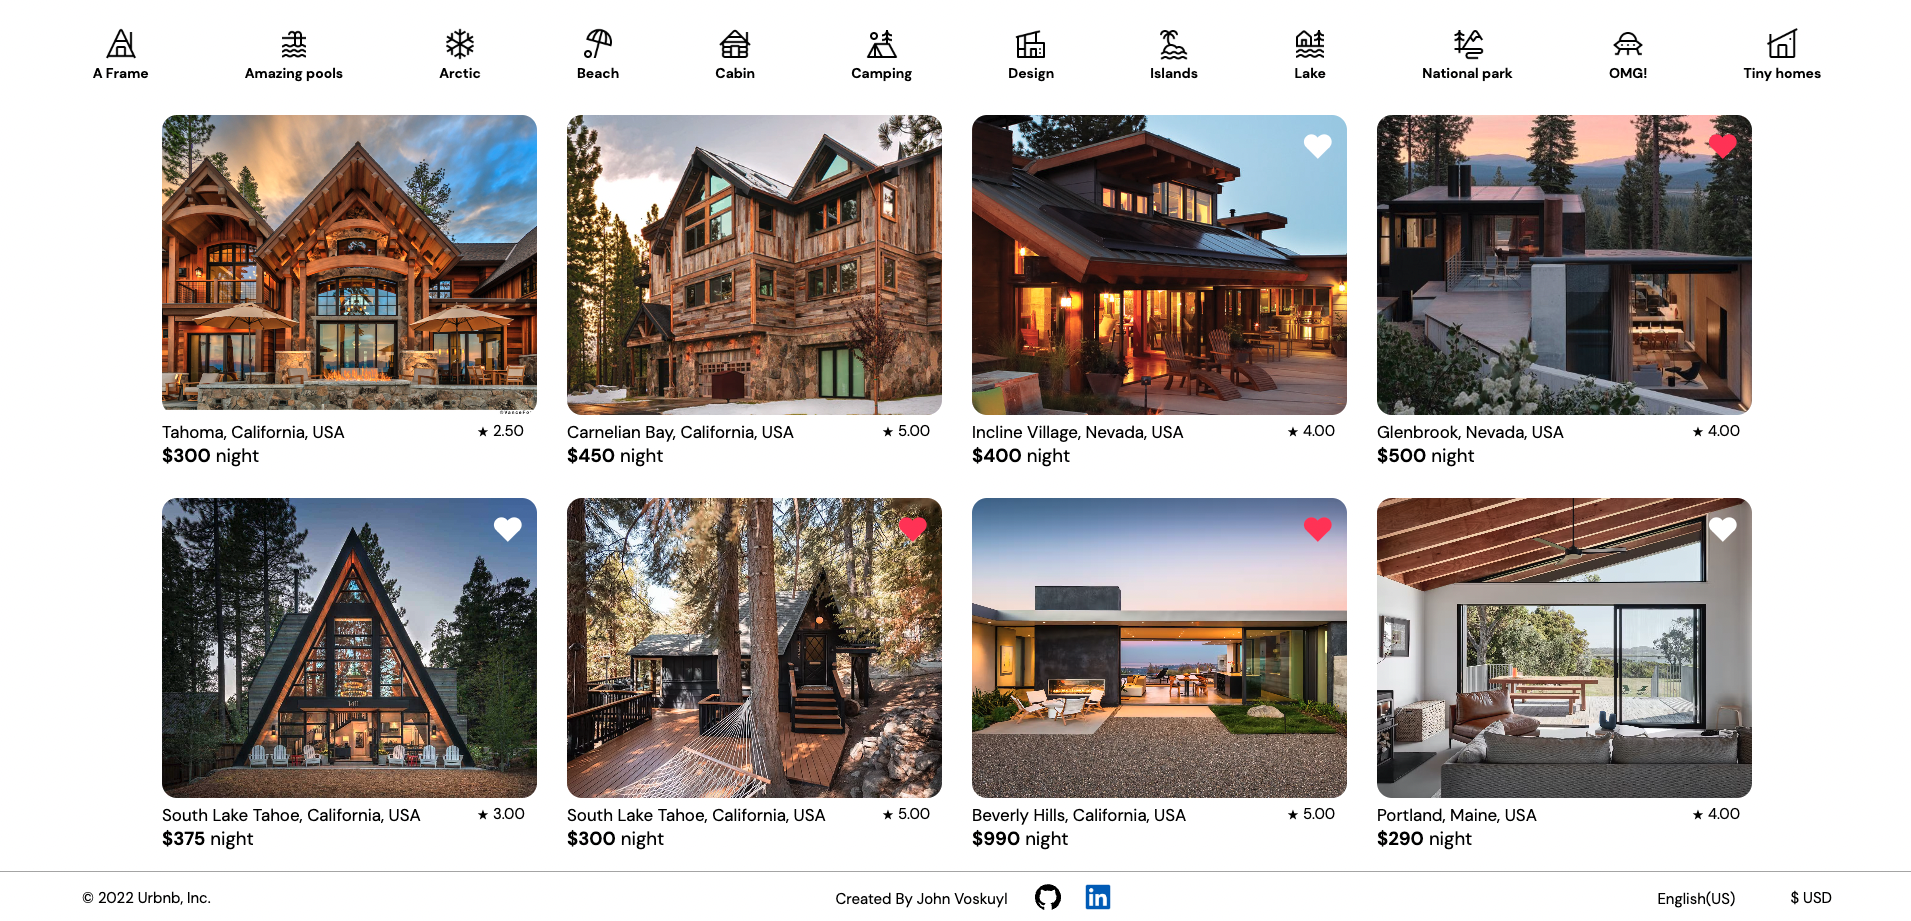 A Frame
Amazing pools
Arctic
Beach
Cabin
Camping
Design
Islands
Lake
National park
OMG!
Tiny homes
Tahoma, California, USA
★ 2.50
$300 night
Carnelian Bay, California, USA
★ 5.00
$450 night
Incline Village, Nevada, USA
★ 4.00
$400 night
Glenbrook, Nevada, USA
★ 4.00
$500 night
South Lake Tahoe, California, USA
★ 3.00
$375 night
South Lake Tahoe, California, USA
★ 5.00
$300 night
Beverly Hills, California, USA
★ 5.00
$990 night
Portland, Maine, USA
★ 4.00
$290 night
© 2022 Urbnb, Inc.
Created By John Voskuyl
in
English(US)
$ USD